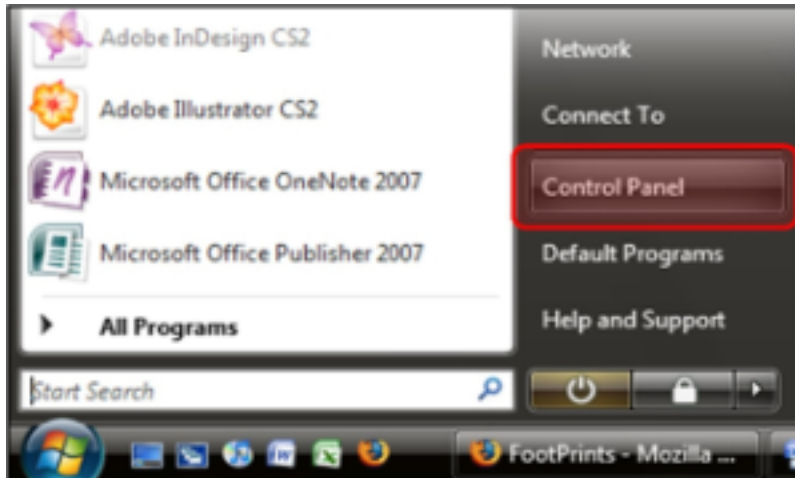 Adobe InDesign CS2
Adobe Illustrator CS2
Microsoft Office OneNote 2007
Microsoft Office Publisher 2007
All Programs
Start Search
Network
Connect To
Control Panel
Default Programs
Help and Support
FootPrints - Mozilla ...